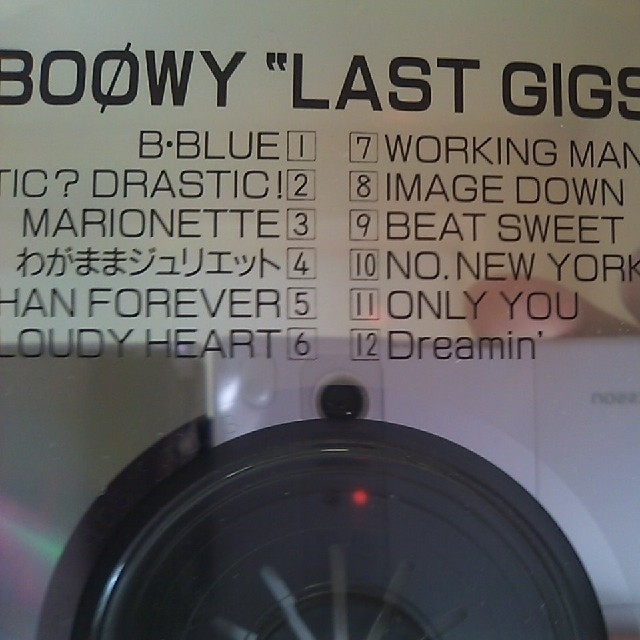 BOØWY "LAST GIGS
B・BLUE 1
TIC? DRASTIC! 2
MARIONETTE 3
わがままジュリエット 4
HAN FOREVER 5
LOUDY HEART 6
7 WORKING MAN
8 IMAGE DOWN
9 BEAT SWEET
10 NO. NEW YORK
11 ONLY YOU
12 Dreamin'